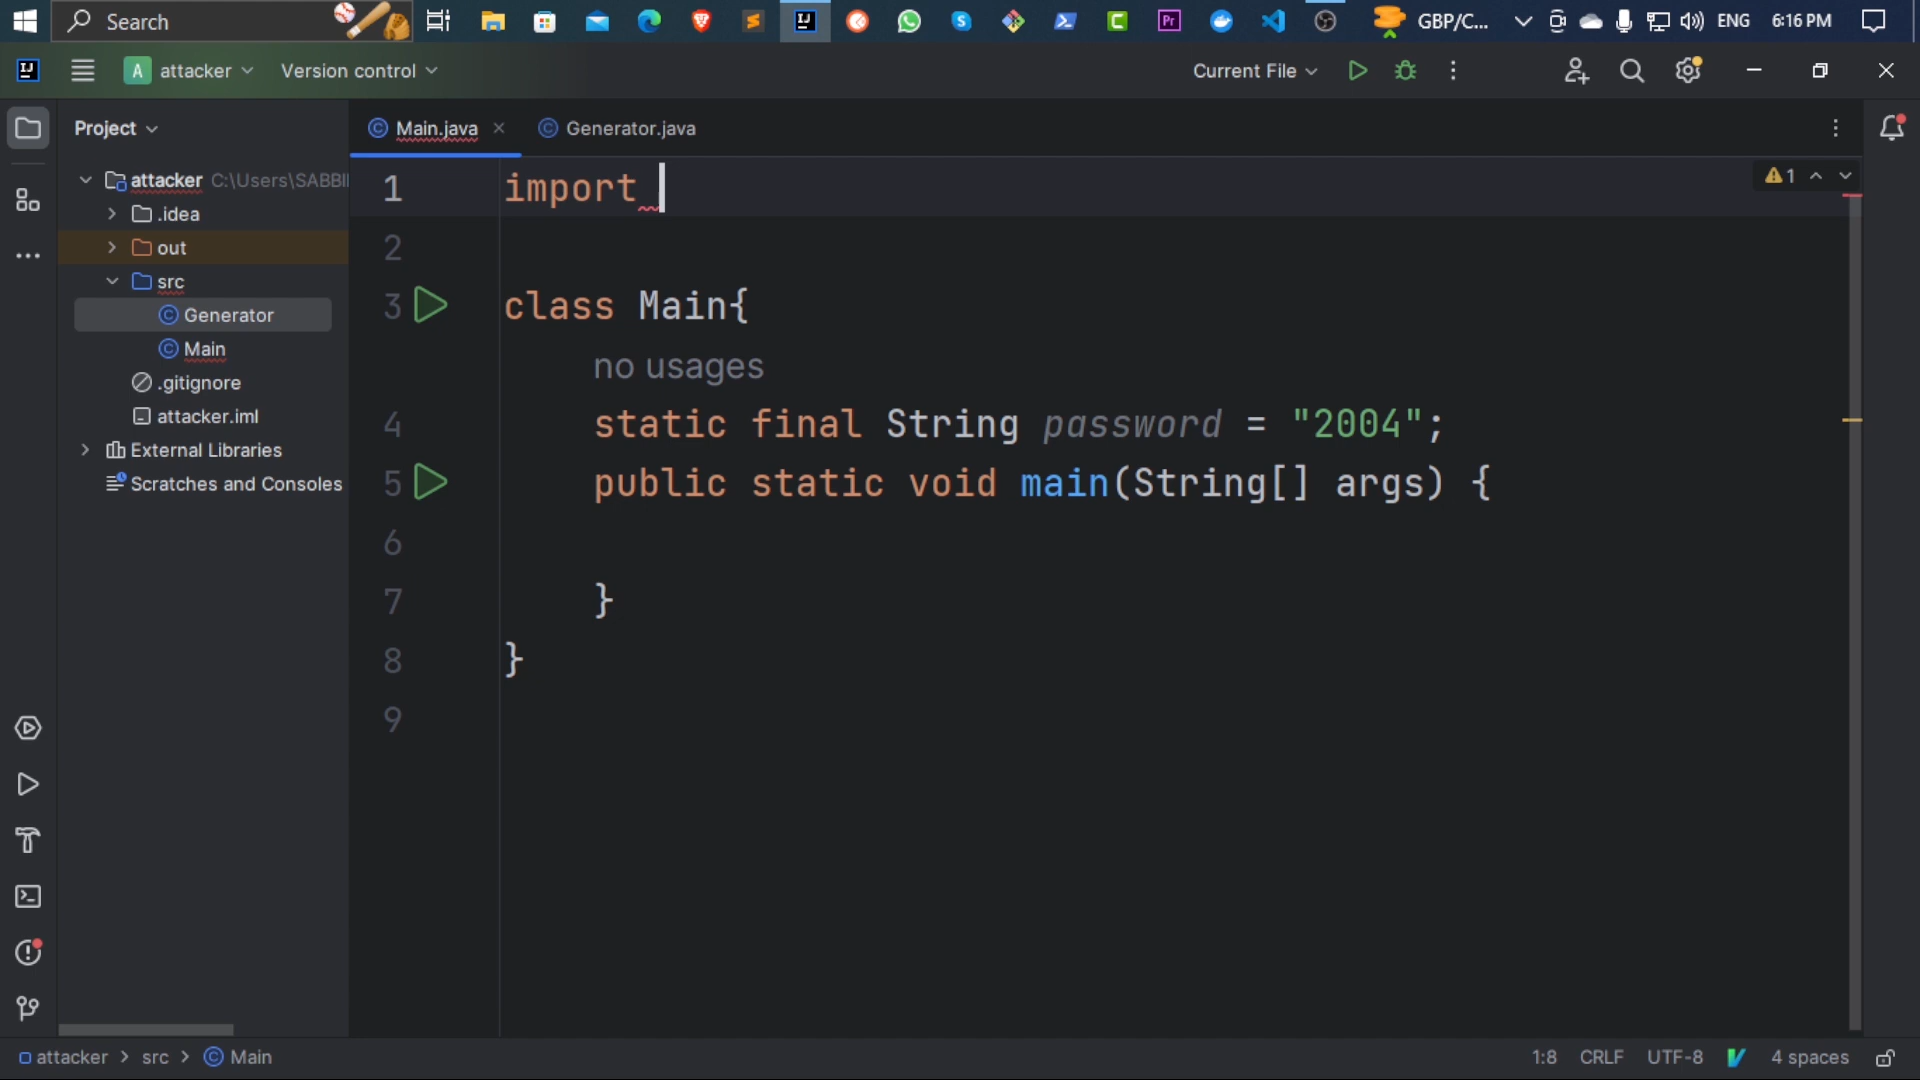 Search
GBP/C...
ENG
6:16 PM
A
attacker
Version control
Current File
Project
Main.java
Generator.java
attacker C:\Users\SABBI
.idea
out
src
Generator
Main
.gitignore
attacker.iml
External Libraries
Scratches and Consoles
1
1 import
2
3 class Main{
no usages
4 static final String password = "2004";
5 public static void main(String[] args) {
6
7 }
8 }
9
attacker > src > Main
1:8
CRLF
UTF-8
4 spaces